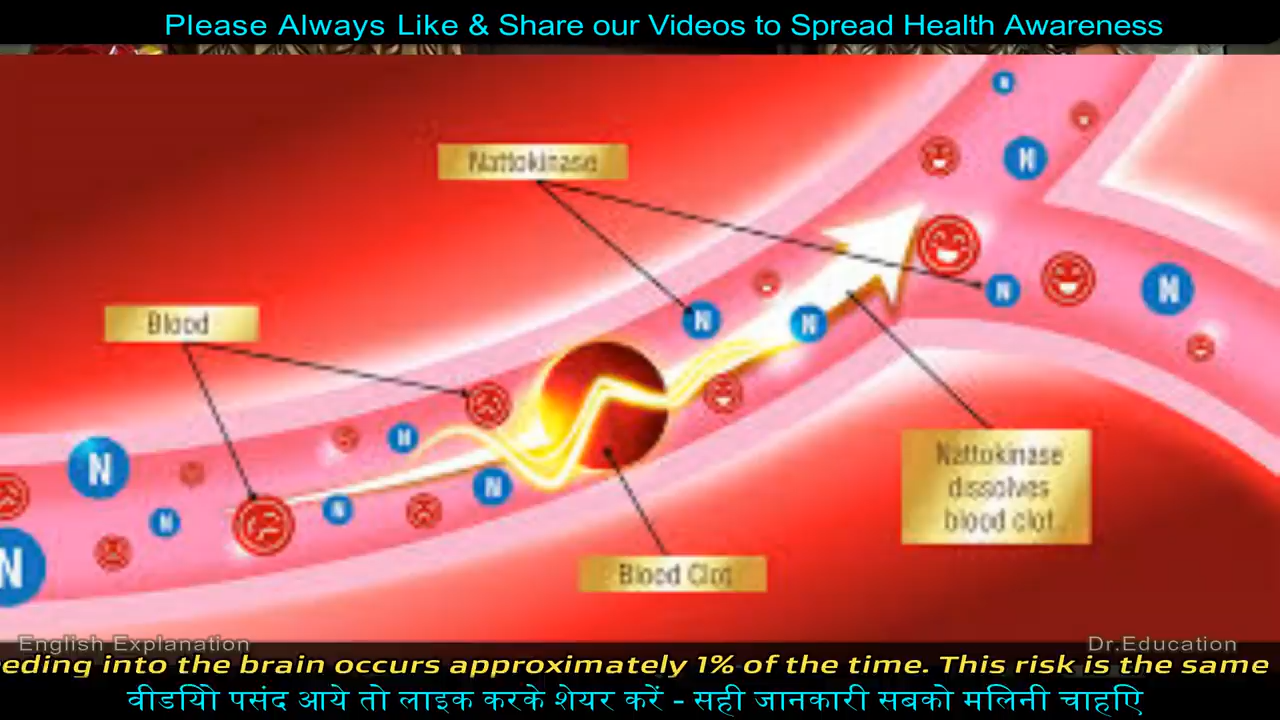 Please Always Like & Share our Videos to Spread Health Awareness
N
Nattokinase
N
N
Blood
N
N
N
N
N
N
N
N
N
N
Nattokinase
dissolves
blood clot
Blood Clot
English Explanation
Dr.Education
eding into the brain occurs approximately 1% of the time. This risk is the same
वीडियो पसंद आये तो लाइक करके शेयर करें - सही जानकारी सबको मिलनी चाहिए